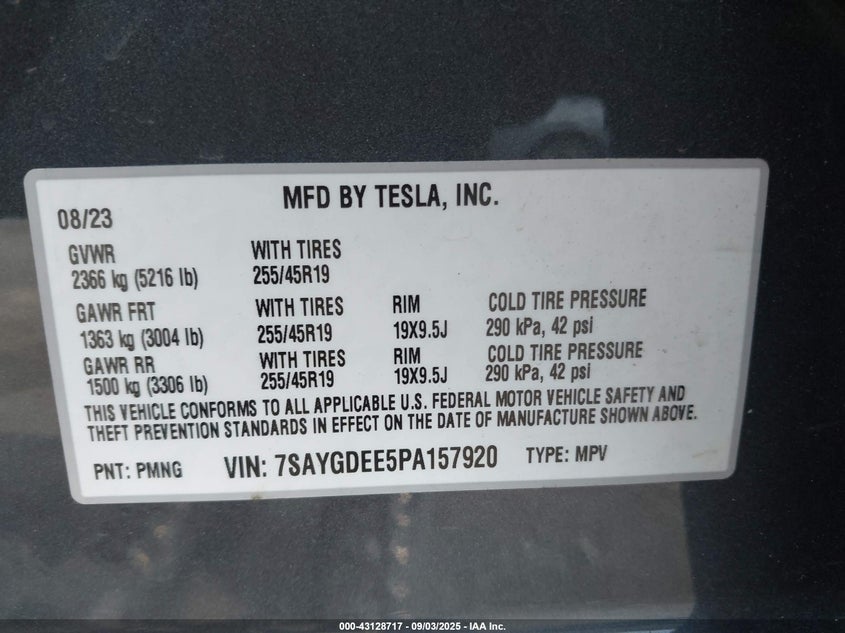 MFD BY TESLA, INC.
08/23
GVWR WITH TIRES
2366 kg (5216 lb) 255/45R19
GAWR FRT WITH TIRES RIM COLD TIRE PRESSURE
1363 kg (3004 lb) 255/45R19 19X9.5J 290 kPa, 42 psi
GAWR RR WITH TIRES RIM COLD TIRE PRESSURE
1500 kg (3306 lb) 255/45R19 19X9.5J 290 kPa, 42 psi
THIS VEHICLE CONFORMS TO ALL APPLICABLE U.S. FEDERAL MOTOR VEHICLE SAFETY AND
THEFT PREVENTION STANDARDS IN EFFECT ON THE DATE OF MANUFACTURE SHOWN ABOVE.
PNT: PMNG VIN: 7SAYGDEE5PA157920 TYPE: MPV
000-43128717 - 09/03/2025 - IAA Inc.